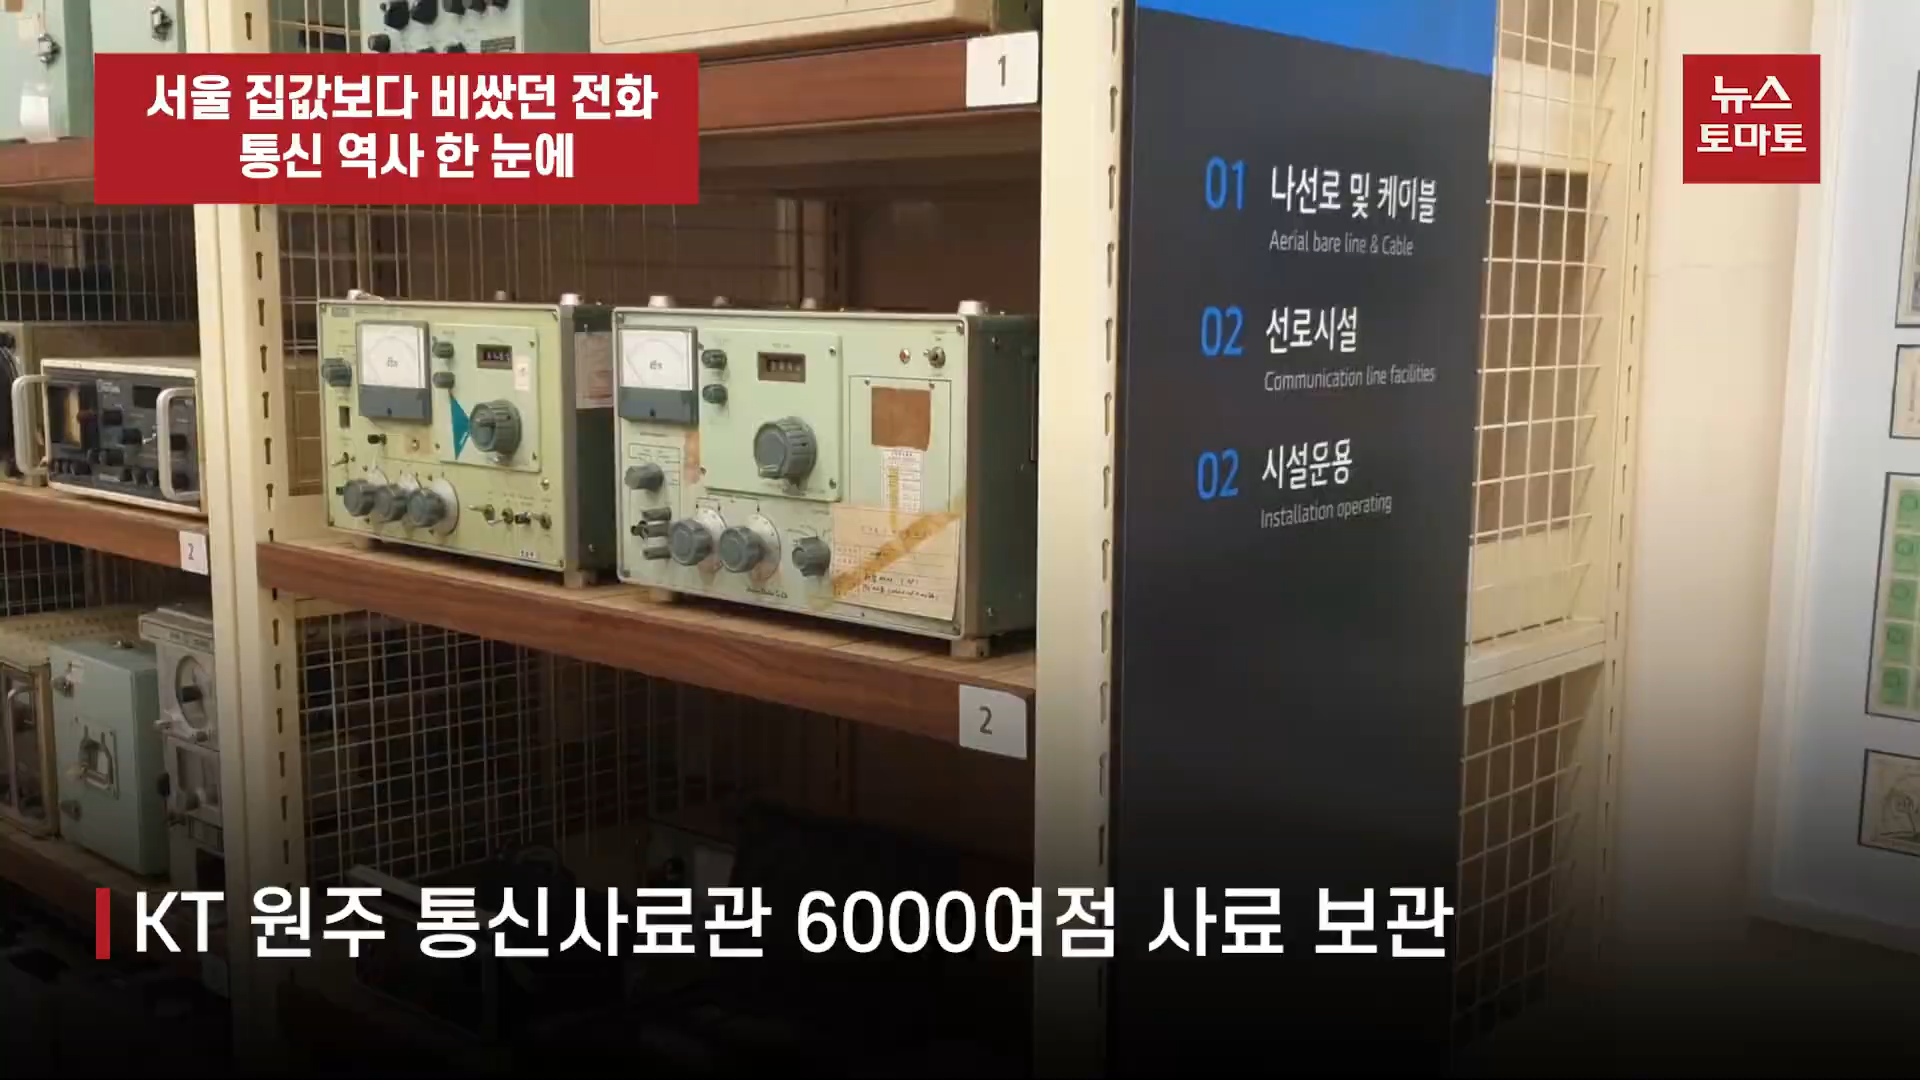 서울 집값보다 비쌌던 전화
통신 역사 한 눈에
뉴스
토마토
1
01 나선로 및 케이블
Aerial bare line & Cable
02 선로시설
Communication line facilities
02 시설운용
Installation operating
2
2
KT 원주 통신사료관 6000여점 사료 보관